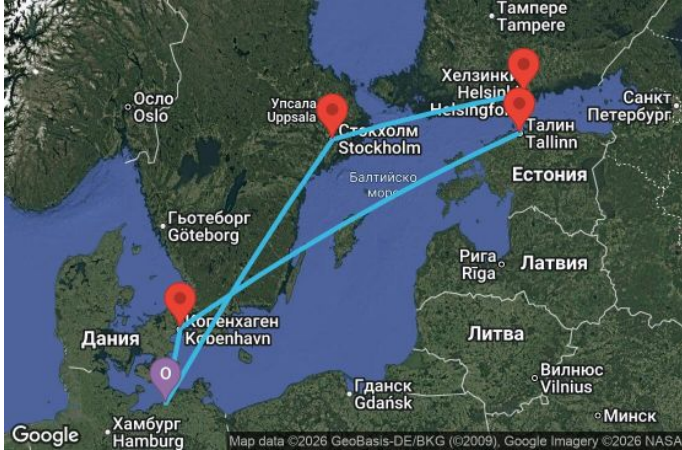 Тампере
Tampere
Хелзинки
Helsinki
Helsingfo
Осло
Oslo
Упсала
Uppsala
Санкт
Петербург
Стокхолм
Stockholm
Талин
Tallinn
Балтийско
море
Естония
Гьотеборг
Göteborg
Рига
Rīga
Латвия
Копенхаген
København
Дания
Литва
O
Вилнюс
Vilnius
Гданск
Gdańsk
Минск
Хамбург
Hamburg
Google
Map data ©2026 GeoBasis-DE/BKG (©2009), Google Imagery ©2026 NASA